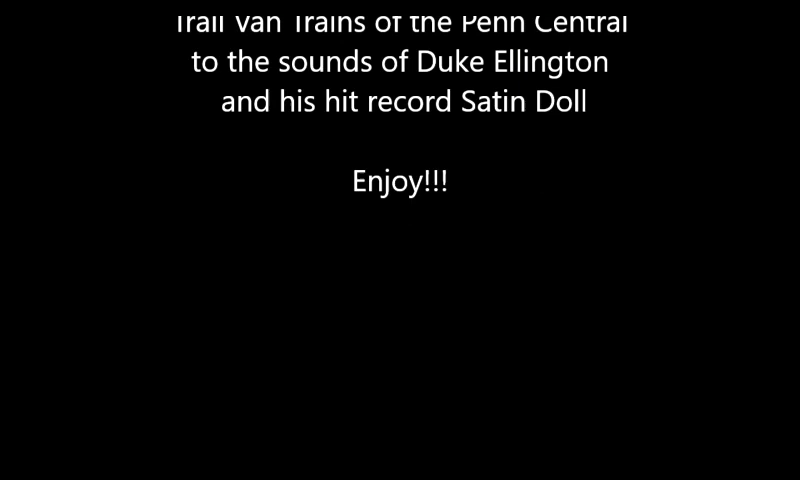 Trail Van Trains of the Penn Central
to the sounds of Duke Ellington
and his hit record Satin Doll
Enjoy!!!